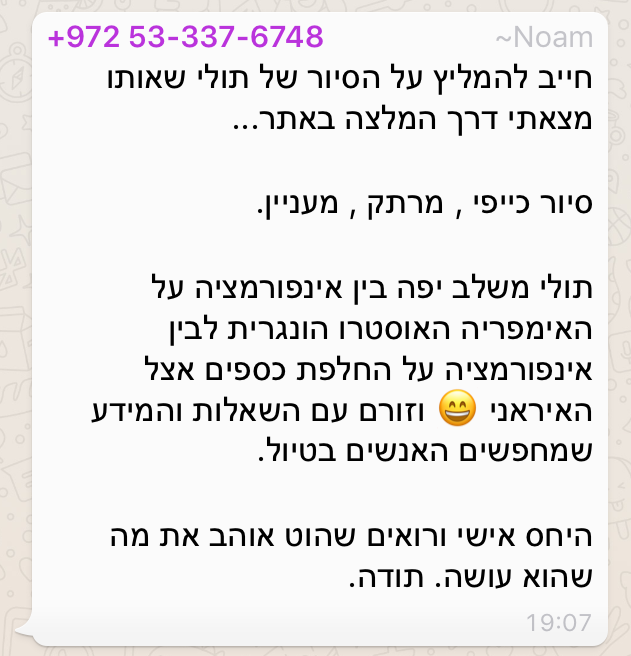 +972 53-337-6748 ~Noam
חייב להמליץ על הסיור של תולי שאותו
מצאתי דרך המלצה באתר...
סיור כייפי , מרתק , מעניין.
תולי משלב יפה בין אינפורמציה על
האימפריה האוסטרו הונגרית לבין
אינפורמציה על החלפת כספים אצל
האיראני 😄 וזורם עם השאלות והמידע
שמחפשים האנשים בטיול.
היחס אישי ורואים שהוט אוהב את מה
שהוא עושה. תודה.
19:07